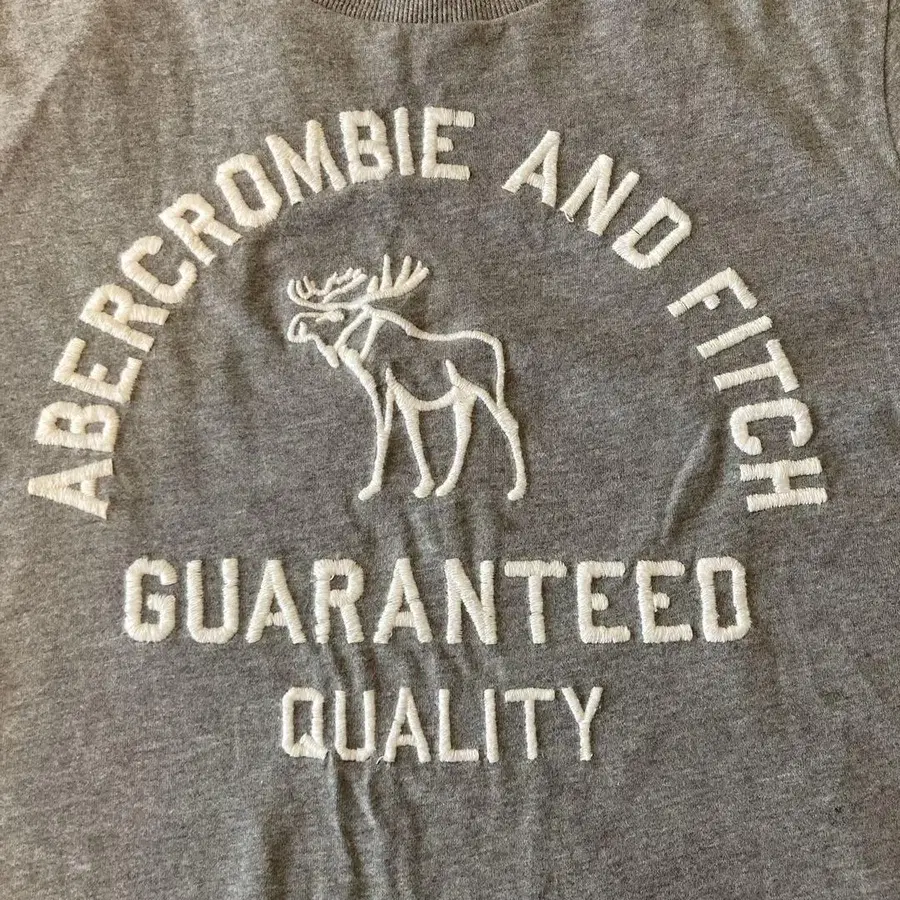 ABERCROMBIE AND FITCH
GUARANTEED
QUALITY